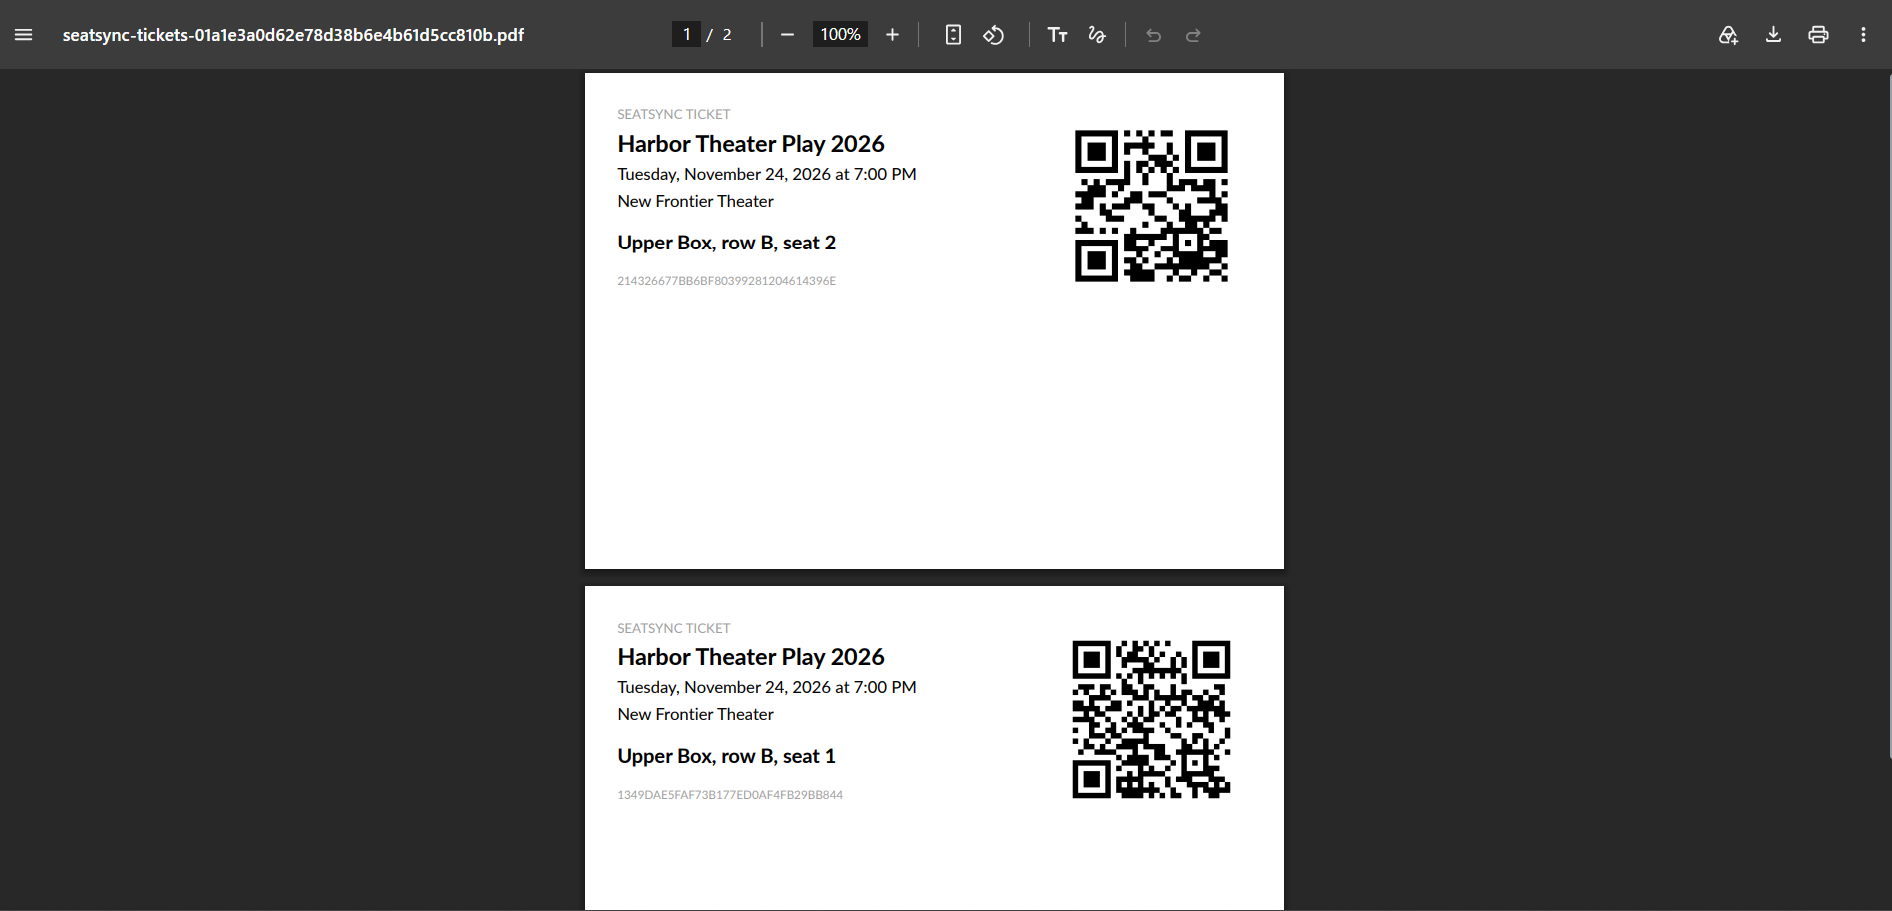 seatsync-tickets-01a1e3a0d62e78d38b6e4b61d5cc810b.pdf
1 / 2
100%
SEATSYNC TICKET
Harbor Theater Play 2026
Tuesday, November 24, 2026 at 7:00 PM
New Frontier Theater
Upper Box, row B, seat 2
214326677BB6BF80399281204614396E
SEATSYNC TICKET
Harbor Theater Play 2026
Tuesday, November 24, 2026 at 7:00 PM
New Frontier Theater
Upper Box, row B, seat 1
1349DAE5FAF73B177ED0AF4FB29BB844